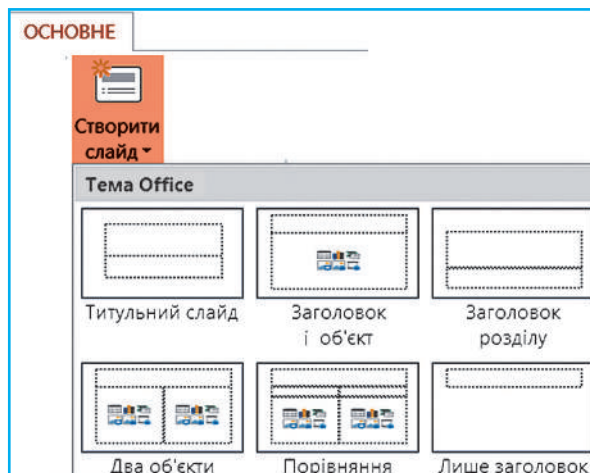 ОСНОВНЕ
Створити
слайд
Тема Office
Титульний слайд
Заголовок
і об'єкт
Заголовок
розділу
Два об'єкти
Порівняння
Лише заголовок